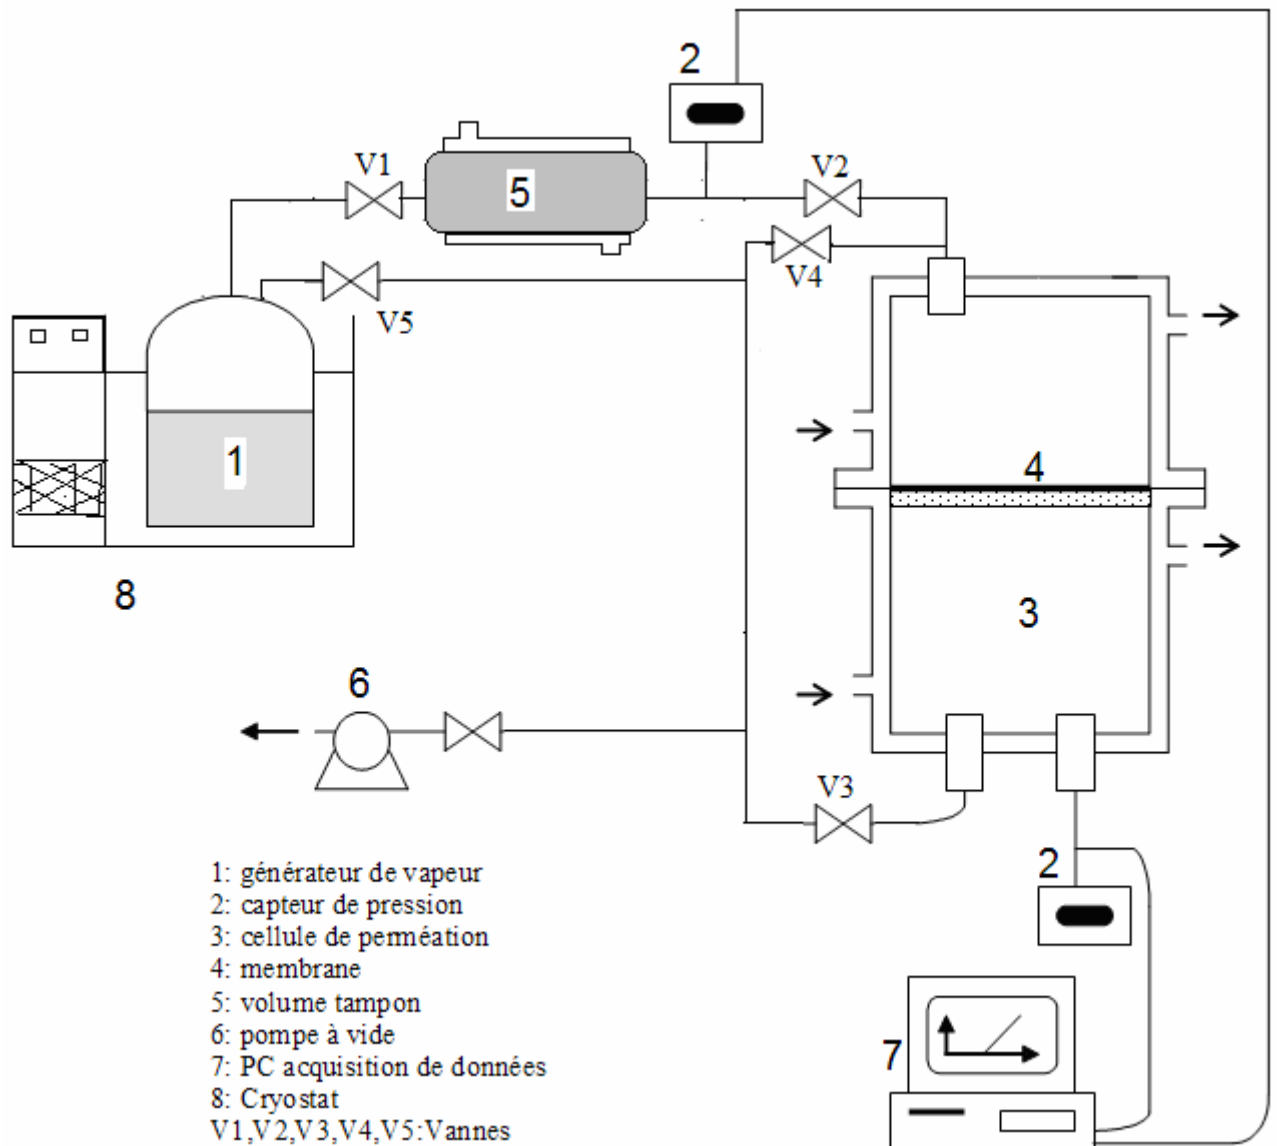 2
V1
V2
5
V4
V5
1
4
8
3
6
V3
2
7
1: générateur de vapeur
2: capteur de pression
3: cellule de perméation
4: membrane
5: volume tampon
6: pompe à vide
7: PC acquisition de données
8: Cryostat
V1,V2,V3,V4,V5:Vannes